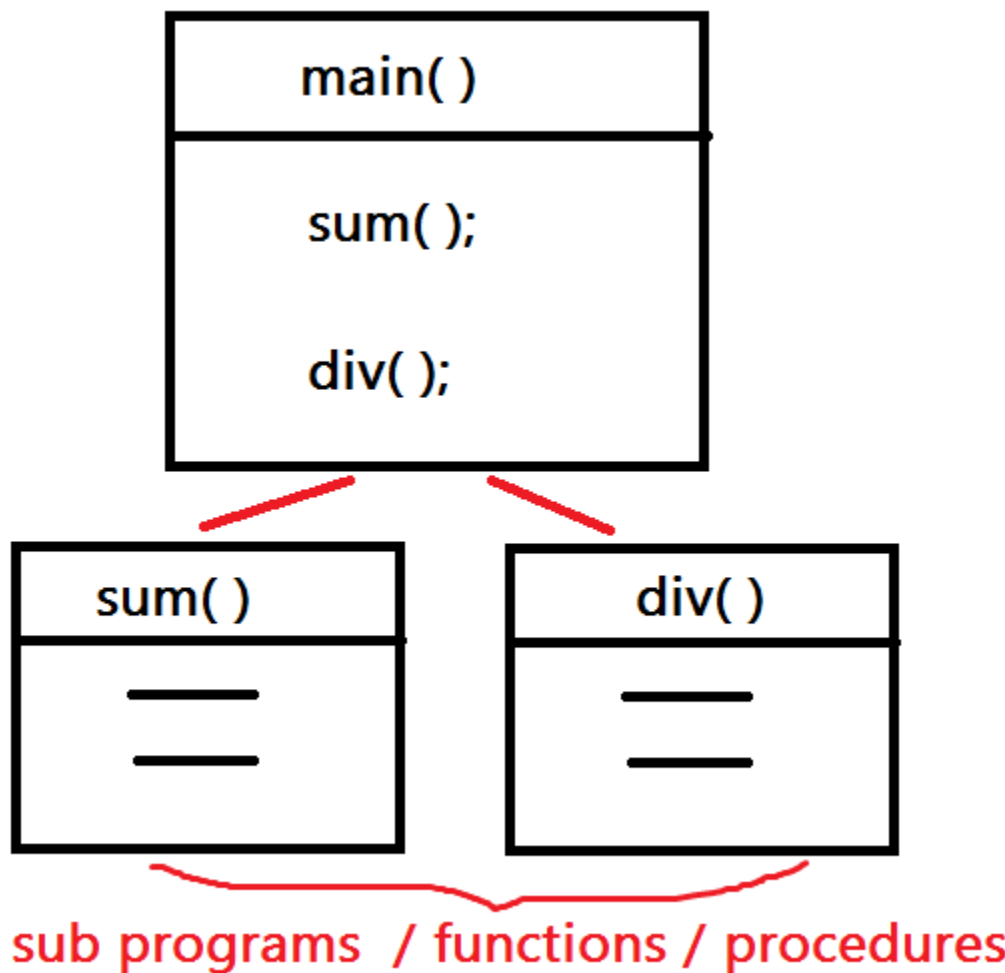 main( )
sum( );
div( );
sum( )
div( )
sub programs / functions / procedures